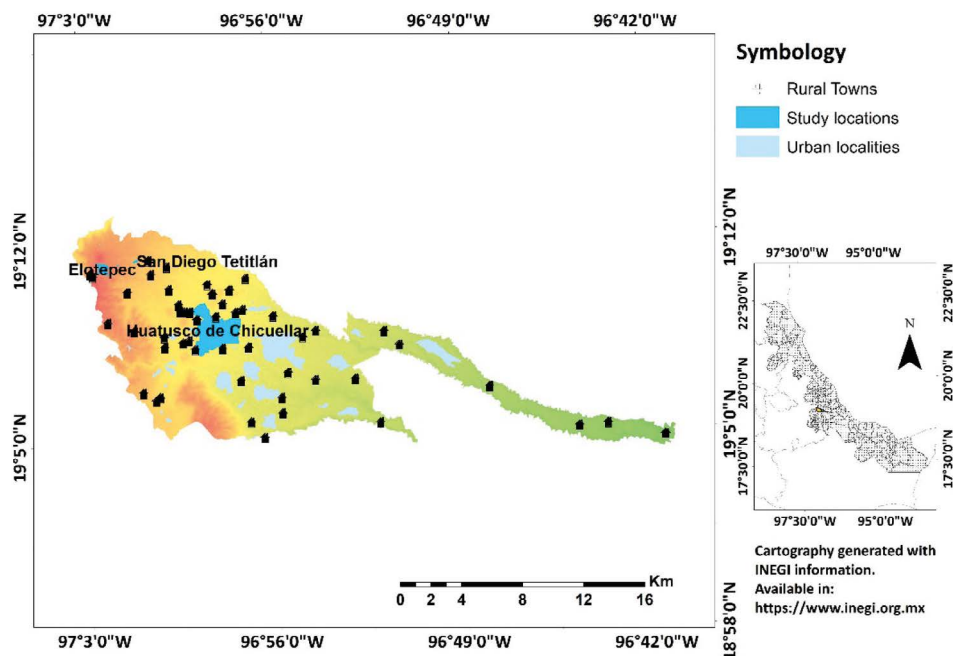 97°3'0"W 96°56'0"W 96°49'0"W 96°42'0"W
Symbology
Rural Towns
Study locations
Urban localities
19°12'0"N
19°12'0"N
San Diego Tetitlán
Elotepec
Huatusco de Chicuellar
97°30'0"W 95°0'0"W
22°30'0"N
22°30'0"N
N
20°0'0"N
20°0'0"N
19°5'0"N
19°5'0"N
17°30'0"N
17°30'0"N
97°30'0"W 95°0'0"W
Cartography generated with
INEGI information.
Available in:
https://www.inegi.org.mx
Km
0 2 4 8 12 16
18°58'0"N
97°3'0"W 96°56'0"W 96°49'0"W 96°42'0"W